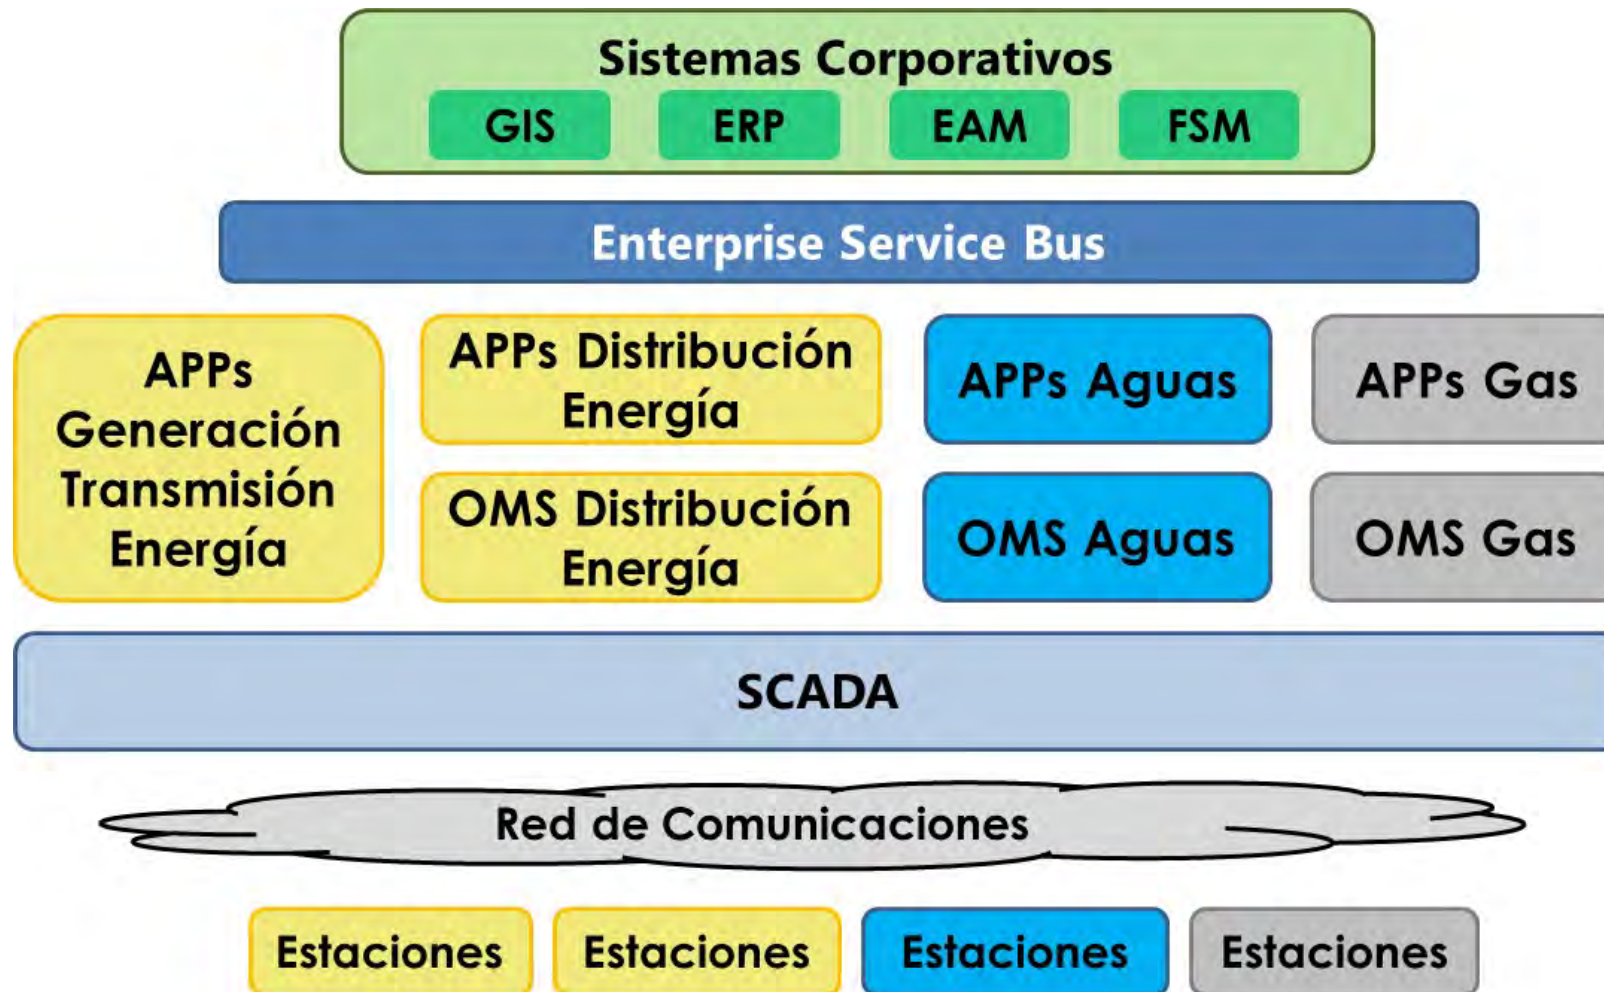 Sistemas Corporativos
GIS
ERP
EAM
FSM
Enterprise Service Bus
APPs
Generación
Transmisión
Energía
APPs Distribución
Energía
APPs Aguas
APPs Gas
OMS Distribución
Energía
OMS Aguas
OMS Gas
SCADA
Red de Comunicaciones
Estaciones
Estaciones
Estaciones
Estaciones